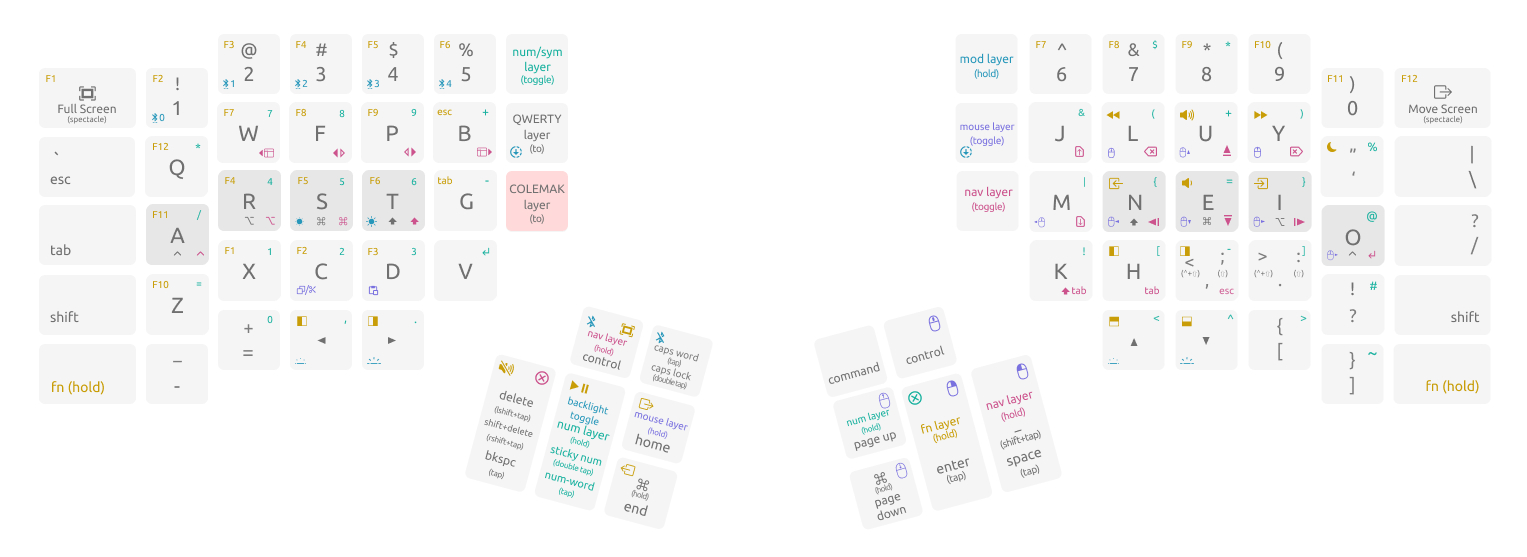 F1
Full Screen
(spectacle)
F2
!
1
0
F3 @
2
1
F4 #
3
2
F5 $
4
3
F6 %
5
4
num/sym
layer
(toggle)
mod layer
(hold)
F7 ^
6
F8 & $
7
F9 * *
8
F10 (
9
F11 )
0
F12
Move Screen
(spectacle)
`
esc
F12 *
Q
F7 7
W
F8 8
F
F9 9
P
esc +
B
QWERTY
layer
(to)
mouse layer
(toggle)
&
J
(
L
+
U
)
Y
" %
'
|
\
tab
F11 /
A
^ ^
F4 4
R
⌥ ⌥
F5 5
S
⌘ ⌘
F6 6
T
tab -
G
COLEMAK
layer
(to)
nav layer
(toggle)
|
M
{
N
=
E
⌘
}
I
⌥
@
O
^ ↵
?
/
shift
F10 =
Z
F1 1
X
F2 2
C
F3 3
D
↵
V
!
K
tab
[
H
tab
< ; -
(^+⇧) (⇧)
, esc
> : ]
(^+⇧) (⇧)
.
! #
?
shift
fn (hold)
_
-
+ 0
=
,
◄
.
►
<
▲
^
▼
{ >
[
} ~
]
fn (hold)
nav layer
(hold)
control
caps word
(tap)
caps lock
(double tap)
delete
(lshift+tap)
shift+delete
(rshift+tap)
bkspc
(tap)
backlight
toggle
num layer
(hold)
sticky num
(double tap)
num-word
(tap)
mouse layer
(hold)
home
⌘
(hold)
end
command
control
num layer
(hold)
page up
fn layer
(hold)
enter
(tap)
nav layer
(hold)
_
(shift+tap)
space
(tap)
⌘
(hold)
page
down